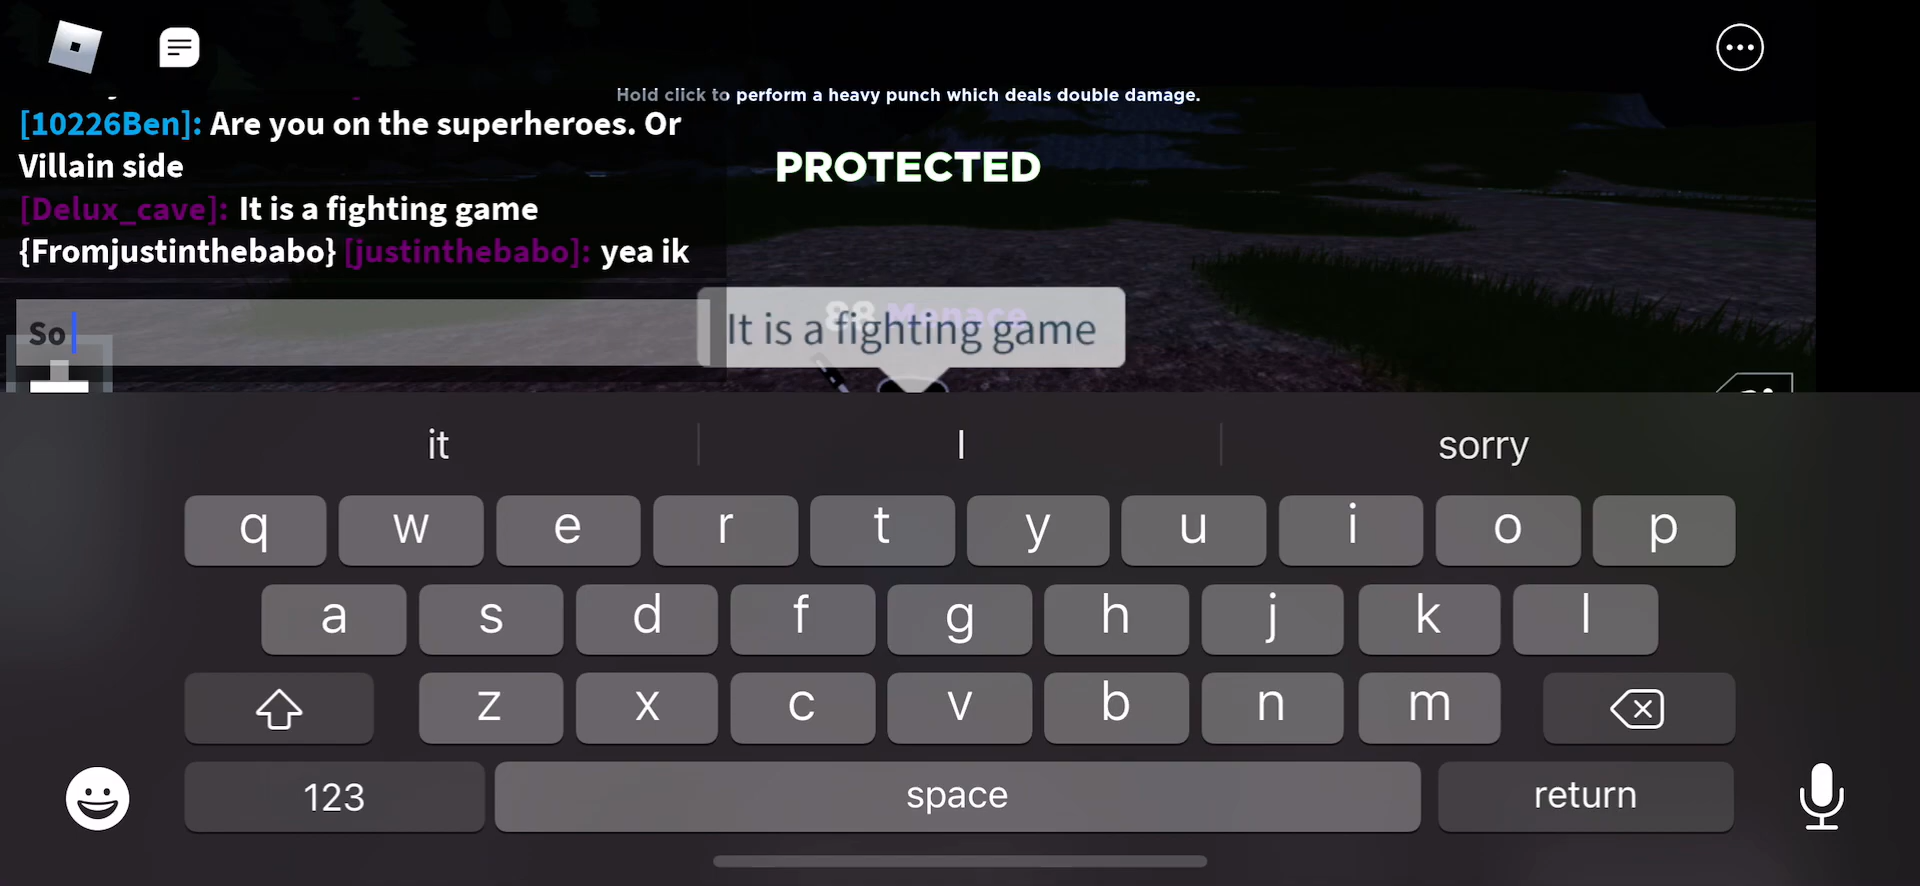 Hold click to perform a heavy punch which deals double damage.
[10226Ben]: Are you on the superheroes. Or
Villain side
[Delux_cave]: It is a fighting game
{Fromjustinthebabo} [justinthebabo]: yea ik
PROTECTED
88 Menace
It is a fighting game
So
it I sorry
q w e r t y u i o p
a s d f g h j k l
z x c v b n m
123 space return